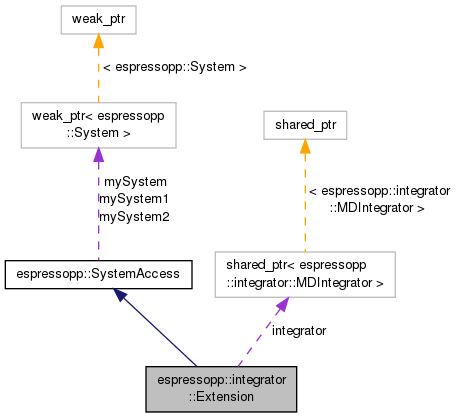 weak_ptr
< espressopp::System >
weak_ptr< espressopp
::System >
shared_ptr
mySystem
mySystem1
mySystem2
< espressopp::integrator
::MDIntegrator >
espressopp::SystemAccess
shared_ptr< espressopp
::integrator::MDIntegrator >
integrator
espressopp::integrator
::Extension